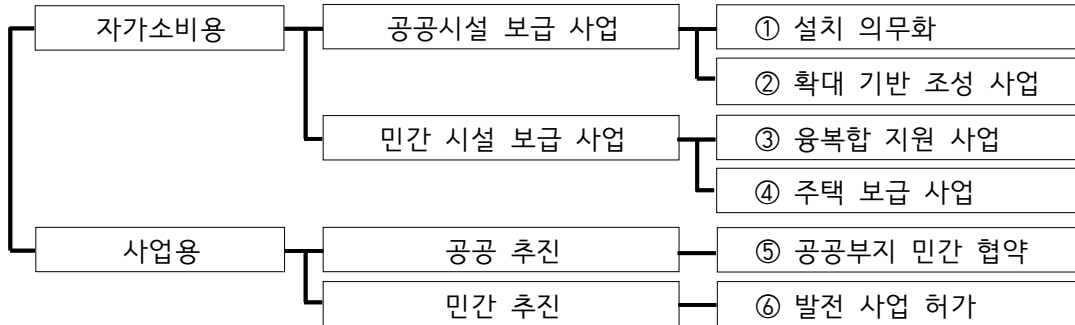 자가소비용
공공시설 보급 사업
① 설치 의무화
② 확대 기반 조성 사업
민간 시설 보급 사업
③ 융복합 지원 사업
④ 주택 보급 사업
사업용
공공 추진
⑤ 공공부지 민간 협약
민간 추진
⑥ 발전 사업 허가